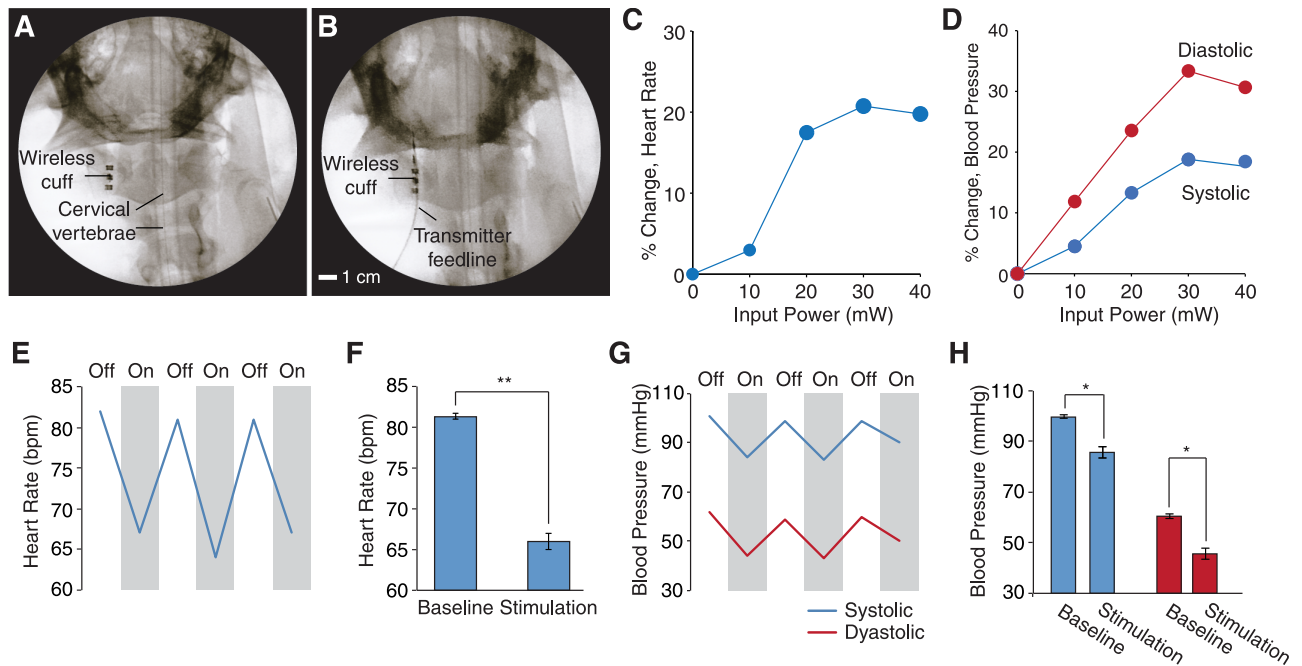 A
Wireless
cuff
Cervical
vertebrae
B
Wireless
cuff
Transmitter
feedline
1 cm
C
% Change, Heart Rate
30
20
10
0
0 10 20 30 40
Input Power (mW)
D
% Change, Blood Pressure
40
30
20
10
0
Diastolic
Systolic
0 10 20 30 40
Input Power (mW)
E
Off On Off On Off On
Heart Rate (bpm)
85
80
75
70
65
60
F
Heart Rate (bpm)
85
80
75
70
65
60
**
Baseline Stimulation
G
Off On Off On Off On
Blood Pressure (mmHg)
110
90
70
50
30
Systolic
Dyastolic
H
Blood Pressure (mmHg)
110
90
70
50
30
*
*
Baseline
Stimulation
Baseline
Stimulation